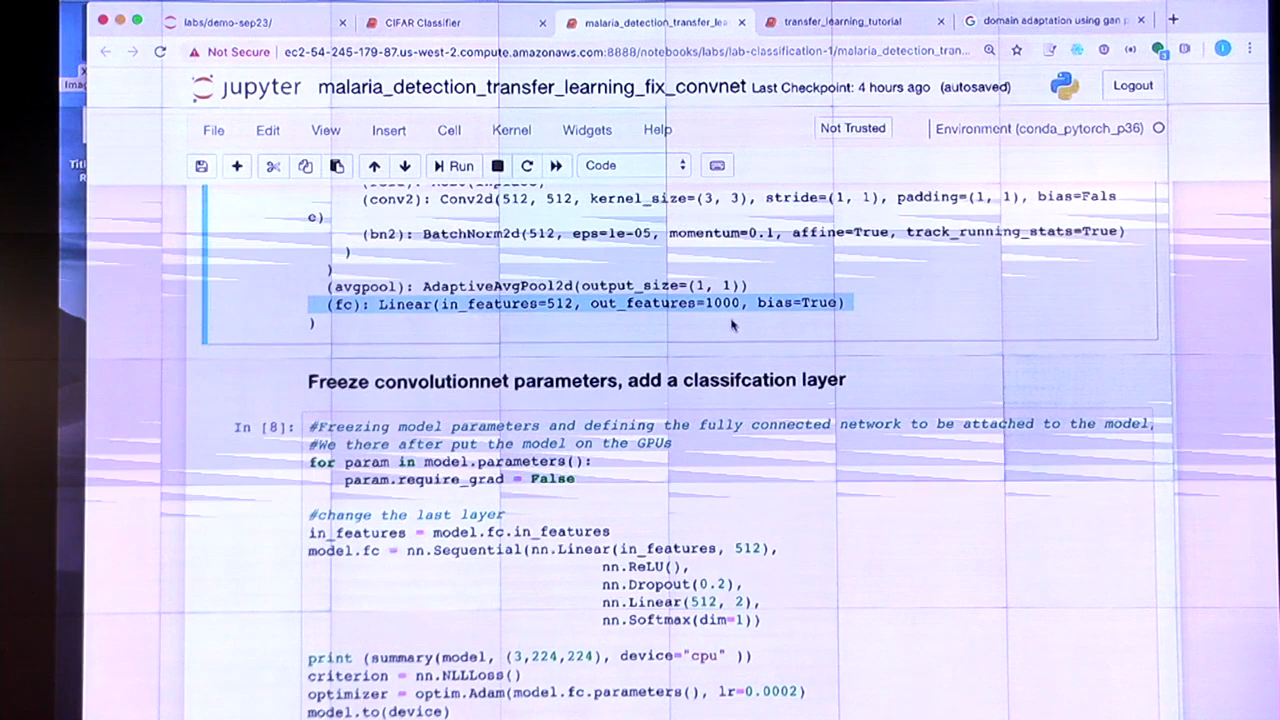 labs/demo-sep23/
CIFAR Classifier
malaria_detection_transfer_lea
transfer_learning_tutorial
domain adaptation using gan p
Not Secure
ec2-54-245-179-87.us-west-2.compute.amazonaws.com:8888/notebooks/labs/lab-classification-1/malaria_detection_tran...
jupyter
malaria_detection_transfer_learning_fix_convnet Last Checkpoint: 4 hours ago (autosaved)
Logout
File Edit View Insert Cell Kernel Widgets Help
Not Trusted
Environment (conda_pytorch_p36)
Run
Code
(conv2): Conv2d(512, 512, kernel_size=(3, 3), stride=(1, 1), padding=(1, 1), bias=Fals
e)
(bn2): BatchNorm2d(512, eps=1e-05, momentum=0.1, affine=True, track_running_stats=True)
)
)
(avgpool): AdaptiveAvgPool2d(output_size=(1, 1))
(fc): Linear(in_features=512, out_features=1000, bias=True)
)
Freeze convolutionnet parameters, add a classifcation layer
In [8]:
#Freezing model parameters and defining the fully connected network to be attached to the model,
#We there after put the model on the GPUs
for param in model.parameters():
param.require_grad = False
#change the last layer
in_features = model.fc.in_features
model.fc = nn.Sequential(nn.Linear(in_features, 512),
nn.ReLU(),
nn.Dropout(0.2),
nn.Linear(512, 2),
nn.Softmax(dim=1))
print (summary(model, (3,224,224), device="cpu" ))
criterion = nn.NLLLoss()
optimizer = optim.Adam(model.fc.parameters(), lr=0.0002)
model.to(device)